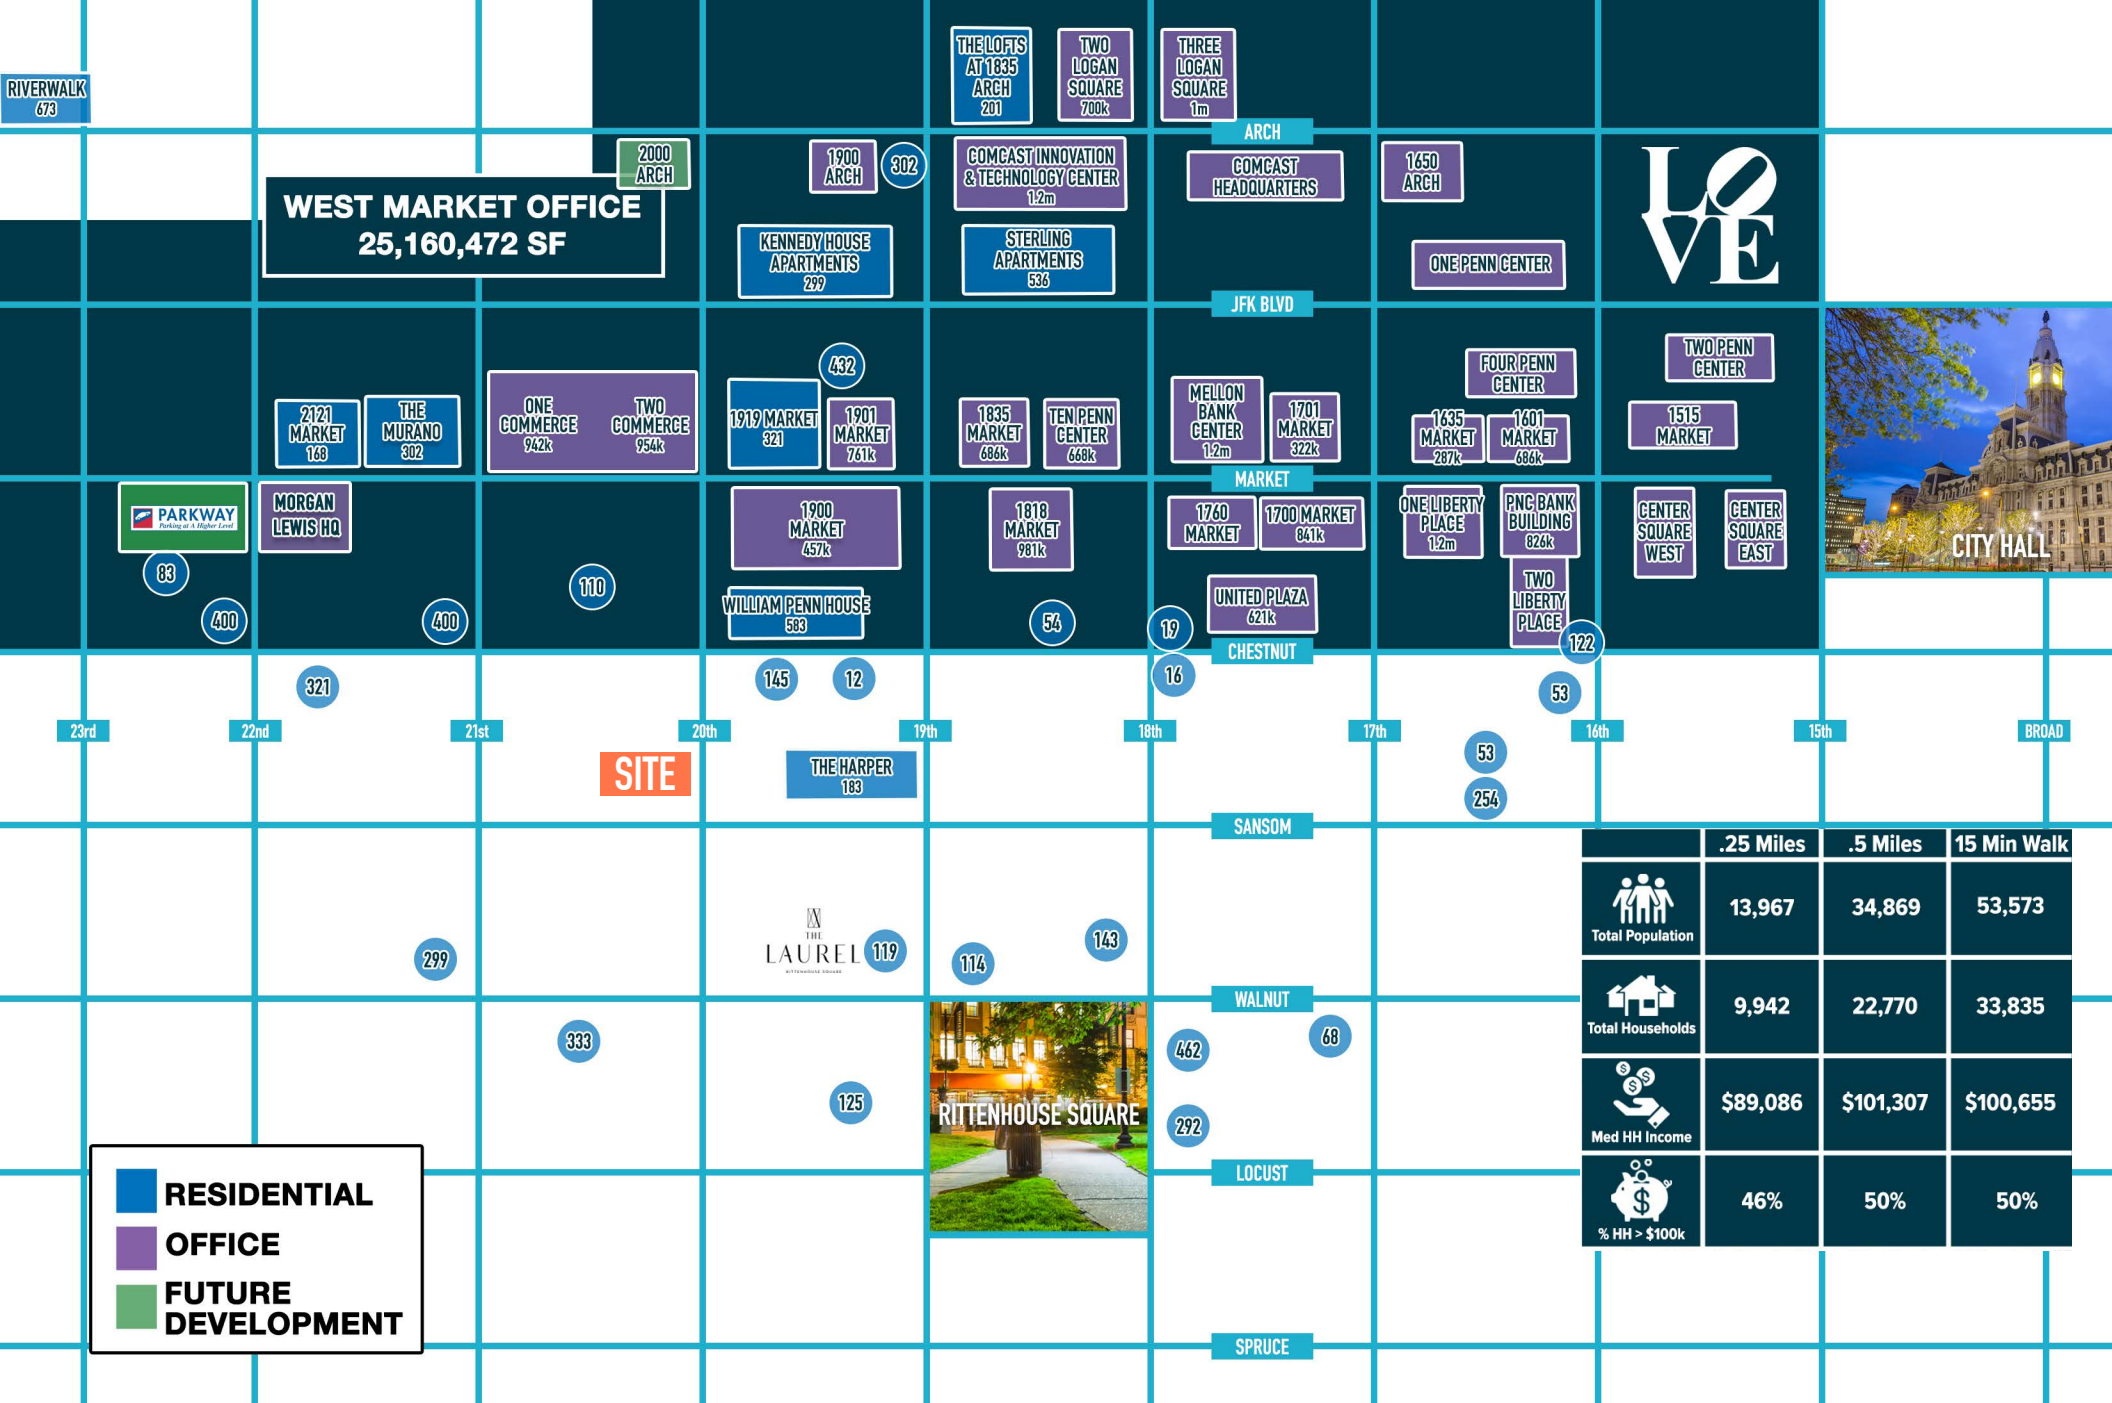 THE LOFTS
AT 1835
ARCH
201
TWO
LOGAN
SQUARE
700k
THREE
LOGAN
SQUARE
1m
RIVERWALK
673
ARCH
2000
ARCH
1900
ARCH
302
COMCAST INNOVATION
& TECHNOLOGY CENTER
1.2m
COMCAST
HEADQUARTERS
1650
ARCH
LOVE
WEST MARKET OFFICE
25,160,472 SF
KENNEDY HOUSE
APARTMENTS
299
STERLING
APARTMENTS
536
ONE PENN CENTER
JFK BLVD
432
FOUR PENN
CENTER
TWO PENN
CENTER
2121
MARKET
168
THE
MURANO
302
ONE
COMMERCE
942k
TWO
COMMERCE
954k
1919 MARKET
321
1901
MARKET
761k
1835
MARKET
686k
TEN PENN
CENTER
668k
MELLON
BANK
CENTER
1.2m
1701
MARKET
322k
1635
MARKET
287k
1601
MARKET
686k
1515
MARKET
MARKET
PARKWAY
Parking at A Higher Level
MORGAN
LEWIS HQ
1900
MARKET
457k
1818
MARKET
981k
1760
MARKET
1700 MARKET
841k
ONE LIBERTY
PLACE
1.2m
PNC BANK
BUILDING
826k
CENTER
SQUARE
WEST
CENTER
SQUARE
EAST
CITY HALL
83
110
400
400
WILLIAM PENN HOUSE
583
54
19
UNITED PLAZA
621k
TWO
LIBERTY
PLACE
122
CHESTNUT
321
145
12
16
53
23rd
22nd
21st
20th
19th
18th
17th
16th
15th
BROAD
SITE
THE HARPER
183
53
254
SANSOM
THE
LAUREL
RITTENHOUSE SQUARE
119
299
114
143
WALNUT
333
125
RITTENHOUSE SQUARE
462
68
292
LOCUST
SPRUCE
.25 Miles .5 Miles 15 Min Walk
Total Population 13,967 34,869 53,573
Total Households 9,942 22,770 33,835
Med HH Income $89,086 $101,307 $100,655
% HH > $100k 46% 50% 50%
RESIDENTIAL
OFFICE
FUTURE
DEVELOPMENT